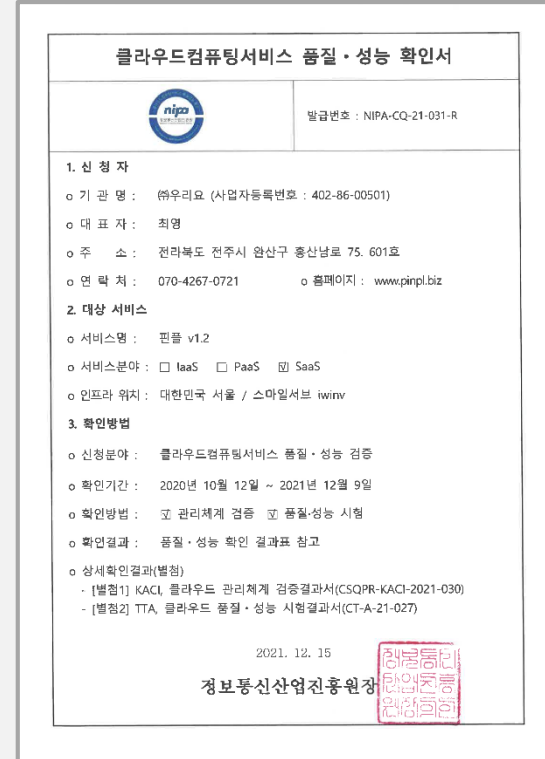 클라우드컴퓨팅서비스 품질・성능 확인서
nipa
발급번호 : NIPA-CQ-21-031-R
1. 신 청 자
o 기 관 명 : ㈜우리요 (사업자등록번호 : 402-86-00501)
o 대 표 자 : 최영
o 주 소 : 전라북도 전주시 완산구 홍산남로 75. 601호
o 연 락 처 : 070-4267-0721 o 홈페이지 : www.pinpl.biz
2. 대상 서비스
o 서비스명 : 핀플 v1.2
o 서비스분야 : □ IaaS □ PaaS ☑ SaaS
o 인프라 위치 : 대한민국 서울 / 스마일서브 iwinv
3. 확인방법
o 신청분야 : 클라우드컴퓨팅서비스 품질・성능 검증
o 확인기간 : 2020년 10월 12일 ~ 2021년 12월 9일
o 확인방법 : ☑ 관리체계 검증 ☑ 품질·성능 시험
o 확인결과 : 품질・성능 확인 결과표 참고
o 상세확인결과(별첨)
- [별첨1] KACI, 클라우드 관리체계 검증결과서(CSQPR-KACI-2021-030)
- [별첨2] TTA, 클라우드 품질・성능 시험결과서(CT-A-21-027)
2021. 12. 15
정보통신산업진흥원장